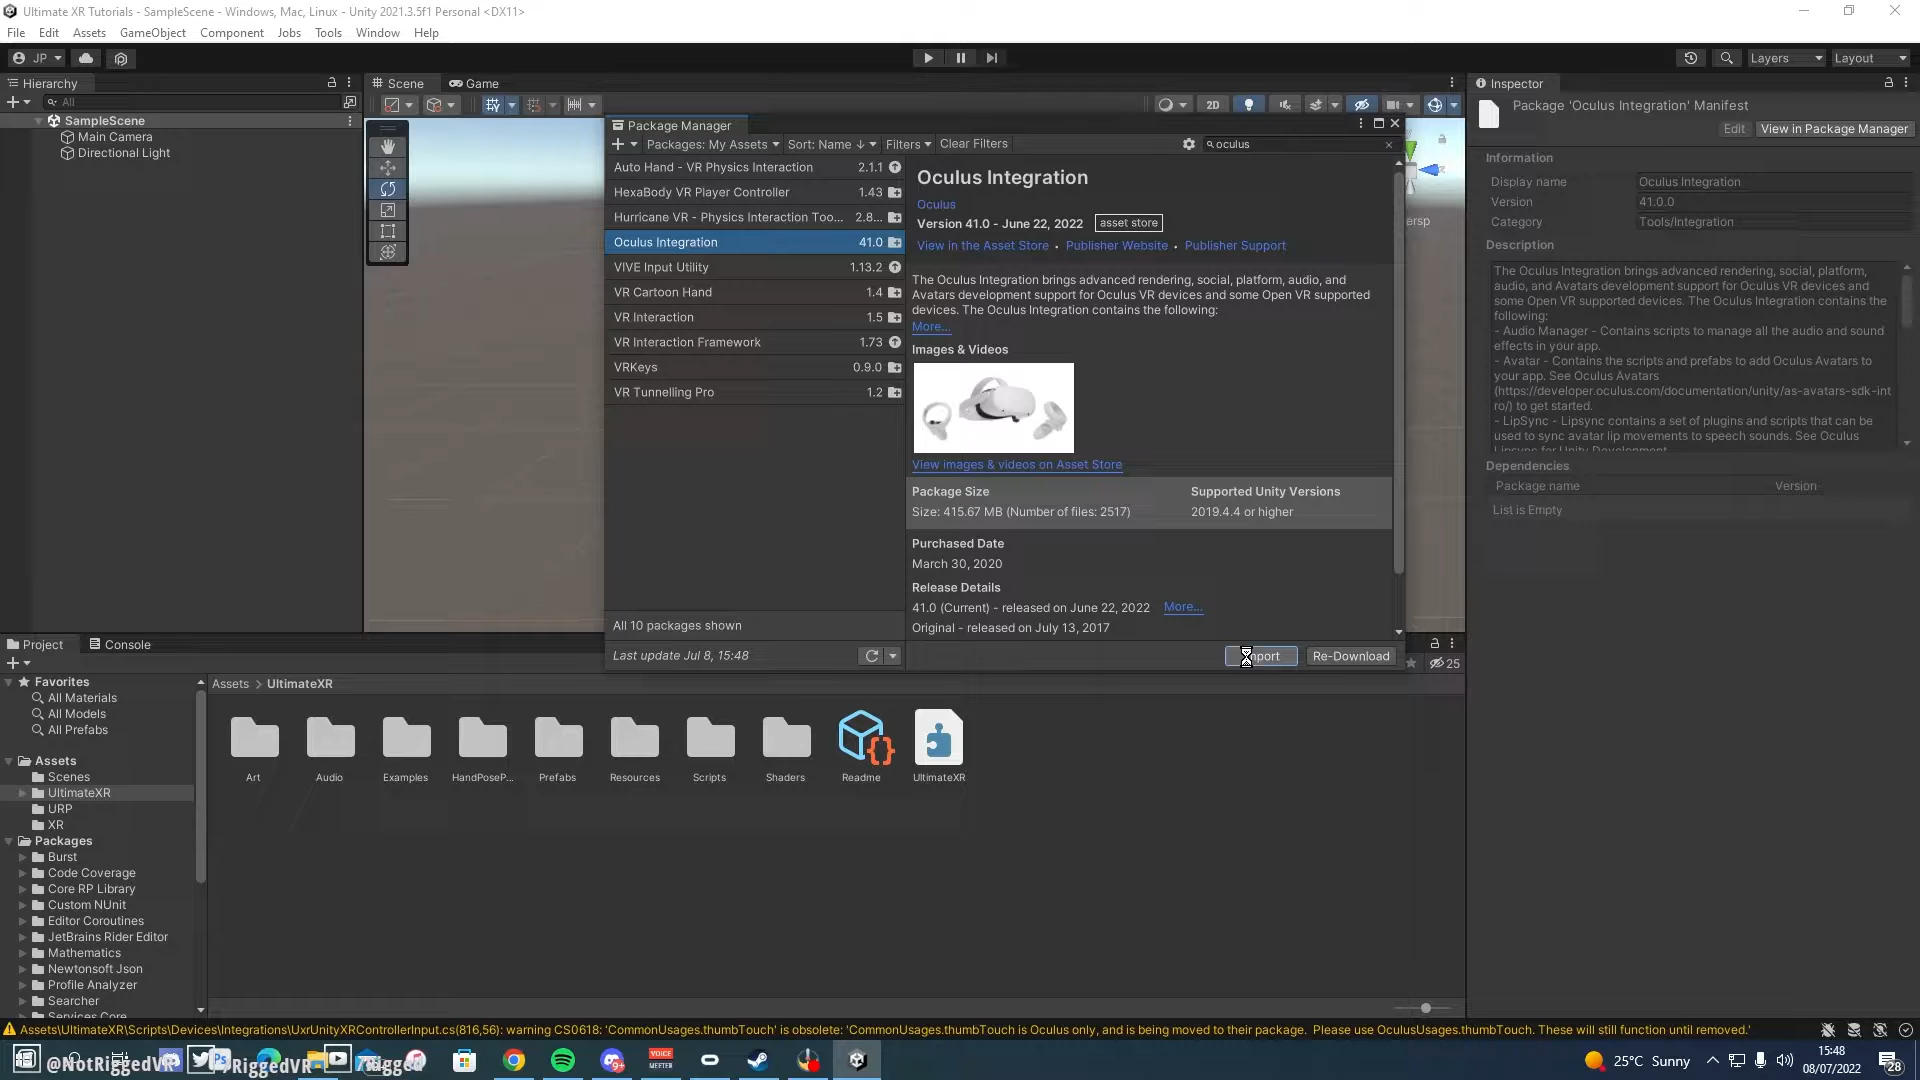 Ultimate XR Tutorials - SampleScene - Windows, Mac, Linux - Unity 2021.3.5f1 Personal <DX11>
File Edit Assets GameObject Component Jobs Tools Window Help
JP Layers Layout
Hierarchy
All
SampleScene
Main Camera
Directional Light
Scene Game
2D
Package Manager
Packages: My Assets Sort: Name ↓ Filters Clear Filters oculus
Auto Hand - VR Physics Interaction 2.1.1
HexaBody VR Player Controller 1.43
Hurricane VR - Physics Interaction Too... 2.8...
Oculus Integration 41.0
VIVE Input Utility 1.13.2
VR Cartoon Hand 1.4
VR Interaction 1.5
VR Interaction Framework 1.73
VRKeys 0.9.0
VR Tunnelling Pro 1.2
All 10 packages shown
Last update Jul 8, 15:48
Oculus Integration
Oculus
Version 41.0 - June 22, 2022 asset store
View in the Asset Store • Publisher Website • Publisher Support
The Oculus Integration brings advanced rendering, social, platform, audio, and
Avatars development support for Oculus VR devices and some Open VR supported
devices. The Oculus Integration contains the following:
More...
Images & Videos
View images & videos on Asset Store
Package Size Supported Unity Versions
Size: 415.67 MB (Number of files: 2517) 2019.4.4 or higher
Purchased Date
March 30, 2020
Release Details
41.0 (Current) - released on June 22, 2022 More...
Original - released on July 13, 2017
Re-Download
ersp
Inspector
Package 'Oculus Integration' Manifest
Edit View in Package Manager
Information
Display name Oculus Integration
Version 41.0.0
Category Tools/Integration
Description
The Oculus Integration brings advanced rendering, social, platform,
audio, and Avatars development support for Oculus VR devices and
some Open VR supported devices. The Oculus Integration contains the
following:
- Audio Manager - Contains scripts to manage all the audio and sound
effects in your app.
- Avatar - Contains the scripts and prefabs to add Oculus Avatars to
your app. See Oculus Avatars
(https://developer.oculus.com/documentation/unity/as-avatars-sdk-int
ro/) to get started.
- LipSync - Lipsync contains a set of plugins and scripts that can be
used to sync avatar lip movements to speech sounds. See Oculus
Lipsync for Unity Development
Dependencies
Package name Version
List is Empty
Project Console
25
Favorites
All Materials
All Models
All Prefabs
Assets
Scenes
UltimateXR
URP
XR
Packages
Burst
Code Coverage
Core RP Library
Custom NUnit
Editor Coroutines
JetBrains Rider Editor
Mathematics
Newtonsoft Json
Profile Analyzer
Searcher
Services Core
Assets > UltimateXR
Art Audio Examples HandPoseP... Prefabs Resources Scripts Shaders Readme UltimateXR
Assets\UltimateXR\Scripts\Devices\Integrations\UxrUnityXRControllerInput.cs(816,56): warning CS0618: 'CommonUsages.thumbTouch' is obsolete: 'CommonUsages.thumbTouch is Oculus only, and is being moved to their package. Please use OculusUsages.thumbTouch. These will still function until removed.'
@NotRiggedVR RiggedVR Rigged
VOICE
MEETER
25°C Sunny
15:48
08/07/2022
28